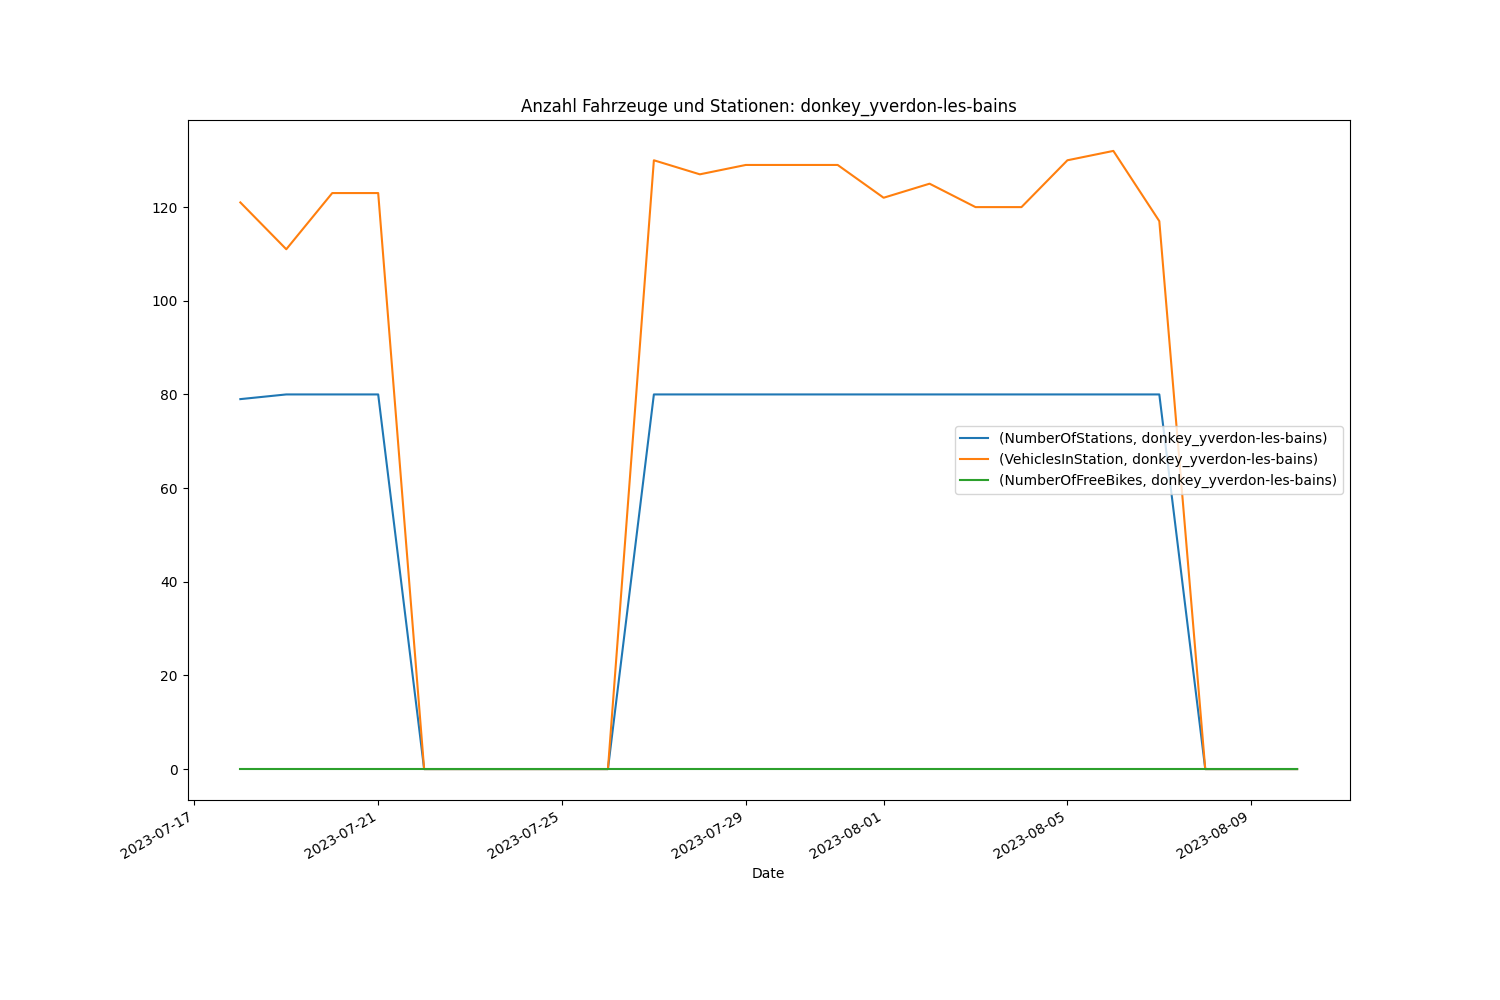 Anzahl Fahrzeuge und Stationen: donkey_yverdon-les-bains
120
100
80
60
40
20
0
(NumberOfStations, donkey_yverdon-les-bains)
(VehiclesInStation, donkey_yverdon-les-bains)
(NumberOfFreeBikes, donkey_yverdon-les-bains)
2023-07-17
2023-07-21
2023-07-25
2023-07-29
2023-08-01
2023-08-05
2023-08-09
Date